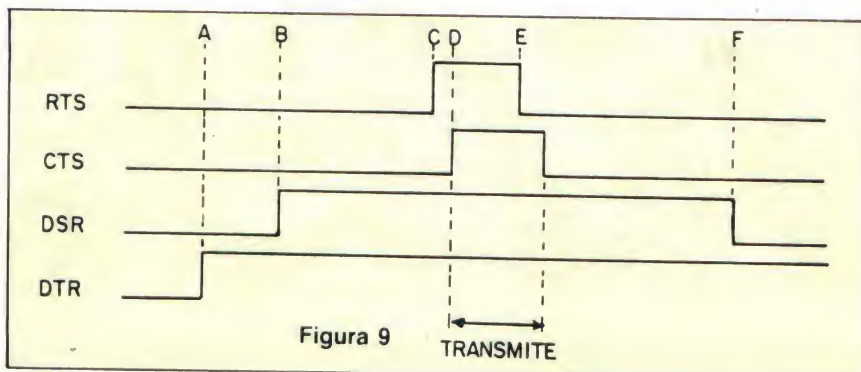 A B C D E F
RTS
CTS
DSR
DTR
Figura 9
TRANSMITE